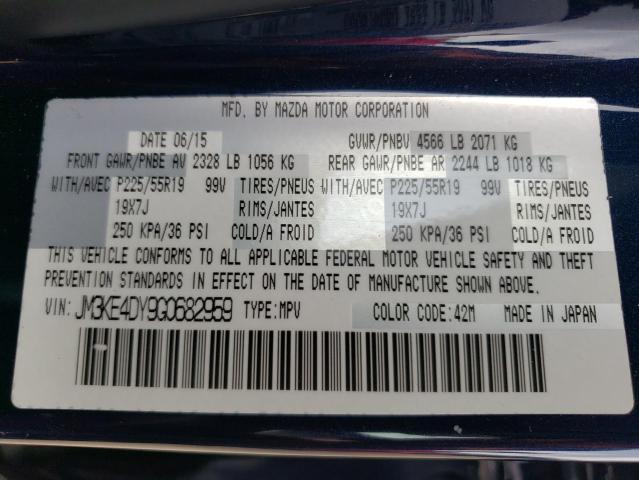 MFD. BY MAZDA MOTOR CORPORATION
DATE 06/15 GVWR/PNBV 4566 LB 2071 KG
FRONT GAWR/PNBE AV 2328 LB 1056 KG REAR GAWR/PNBE AR 2244 LB 1018 KG
WITH/AVEC P225/55R19 99V TIRES/PNEUS WITH/AVEC P225/55R19 99V TIRES/PNEUS
19X7J RIMS/JANTES 19X7J RIMS/JANTES
250 KPA/36 PSI COLD/A FROID 250 KPA/36 PSI COLD/A FROID
THIS VEHICLE CONFORMS TO ALL APPLICABLE FEDERAL MOTOR VEHICLE SAFETY AND THEFT
PREVENTION STANDARDS IN EFFECT ON THE DATE OF MANUFACTURE SHOWN ABOVE.
VIN: JM3KE4DY9G0682959 TYPE:MPV COLOR CODE:42M MADE IN JAPAN